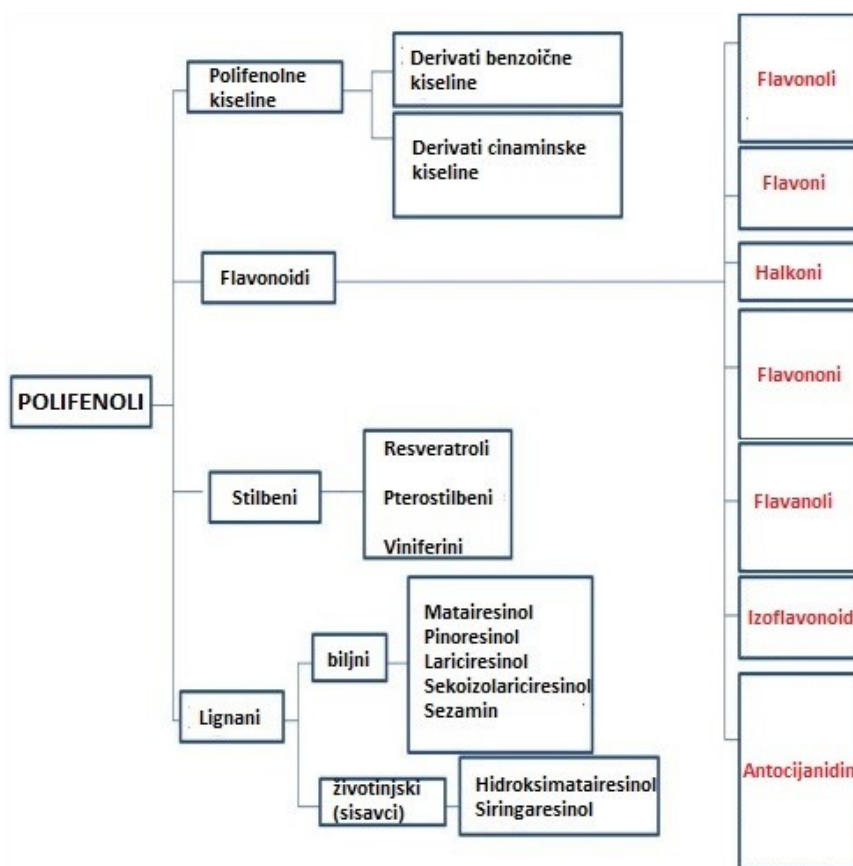 POLIFENOLI
Polifenolne
kiseline
Derivati benzoične
kiseline
Derivati cinaminske
kiseline
Flavonoidi
Flavonoli
Flavoni
Halkoni
Flavononi
Flavanoli
Izoflavonoid
Antocijanidin
Stilbeni
Resveratroli
Pterostilbeni
Viniferini
Lignani
biljni
Matairesinol
Pinoresinol
Lariciresinol
Sekoizolariciresinol
Sezamin
životinjski
(sisavci)
Hidroksimatairesinol
Siringaresinol